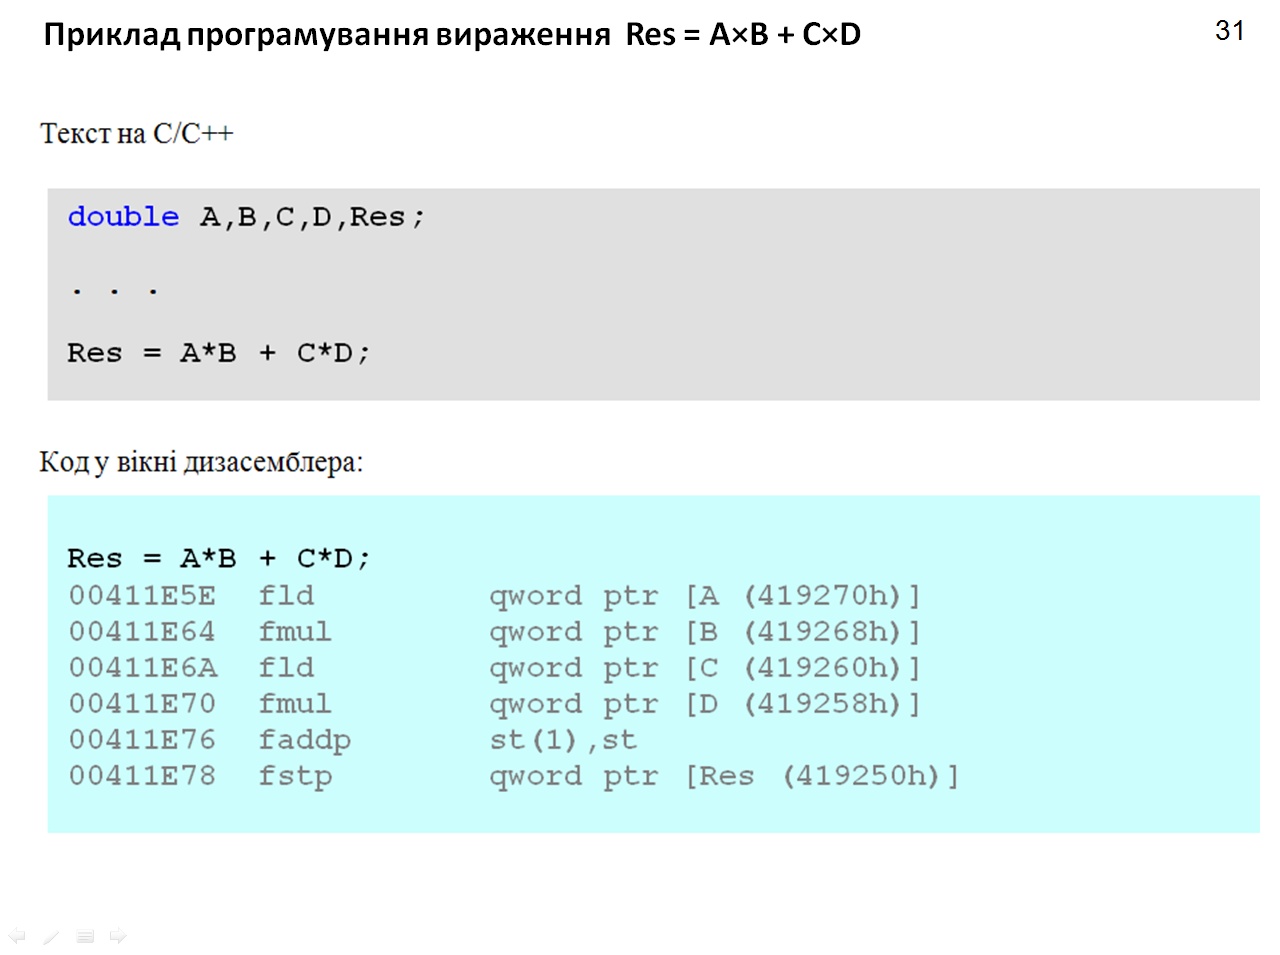 Приклад програмування вираження Res = A×B + C×D
31
Текст на C/C++
double A,B,C,D,Res;
. . .
Res = A*B + C*D;
Код у вікні дизасемблера:
Res = A*B + C*D;
00411E5E fld qword ptr [A (419270h)]
00411E64 fmul qword ptr [B (419268h)]
00411E6A fld qword ptr [C (419260h)]
00411E70 fmul qword ptr [D (419258h)]
00411E76 faddp st(1),st
00411E78 fstp qword ptr [Res (419250h)]